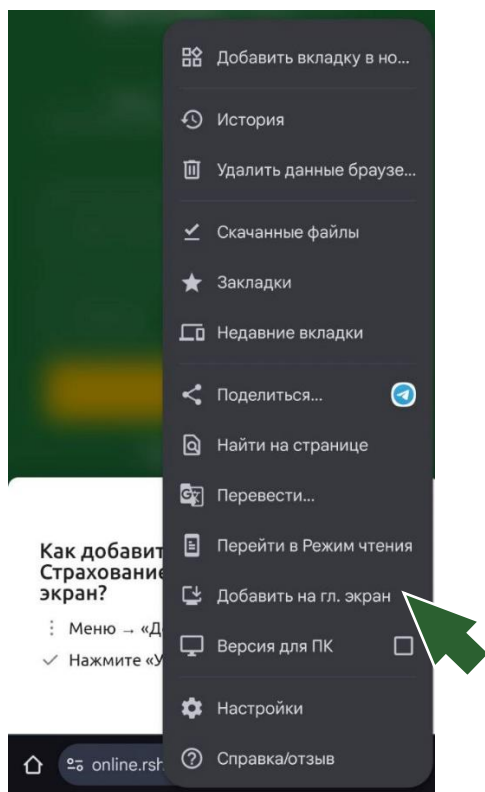 Добавить вкладку в но...
История
Удалить данные браузе...
Скачанные файлы
Закладки
Недавние вкладки
Поделиться...
Найти на странице
Перевести...
Перейти в Режим чтения
Добавить на гл. экран
Версия для ПК
Настройки
Справка/отзыв
Как добавит
Страхование
экран?
Меню → «Д
Нажмите «У
online.rsh